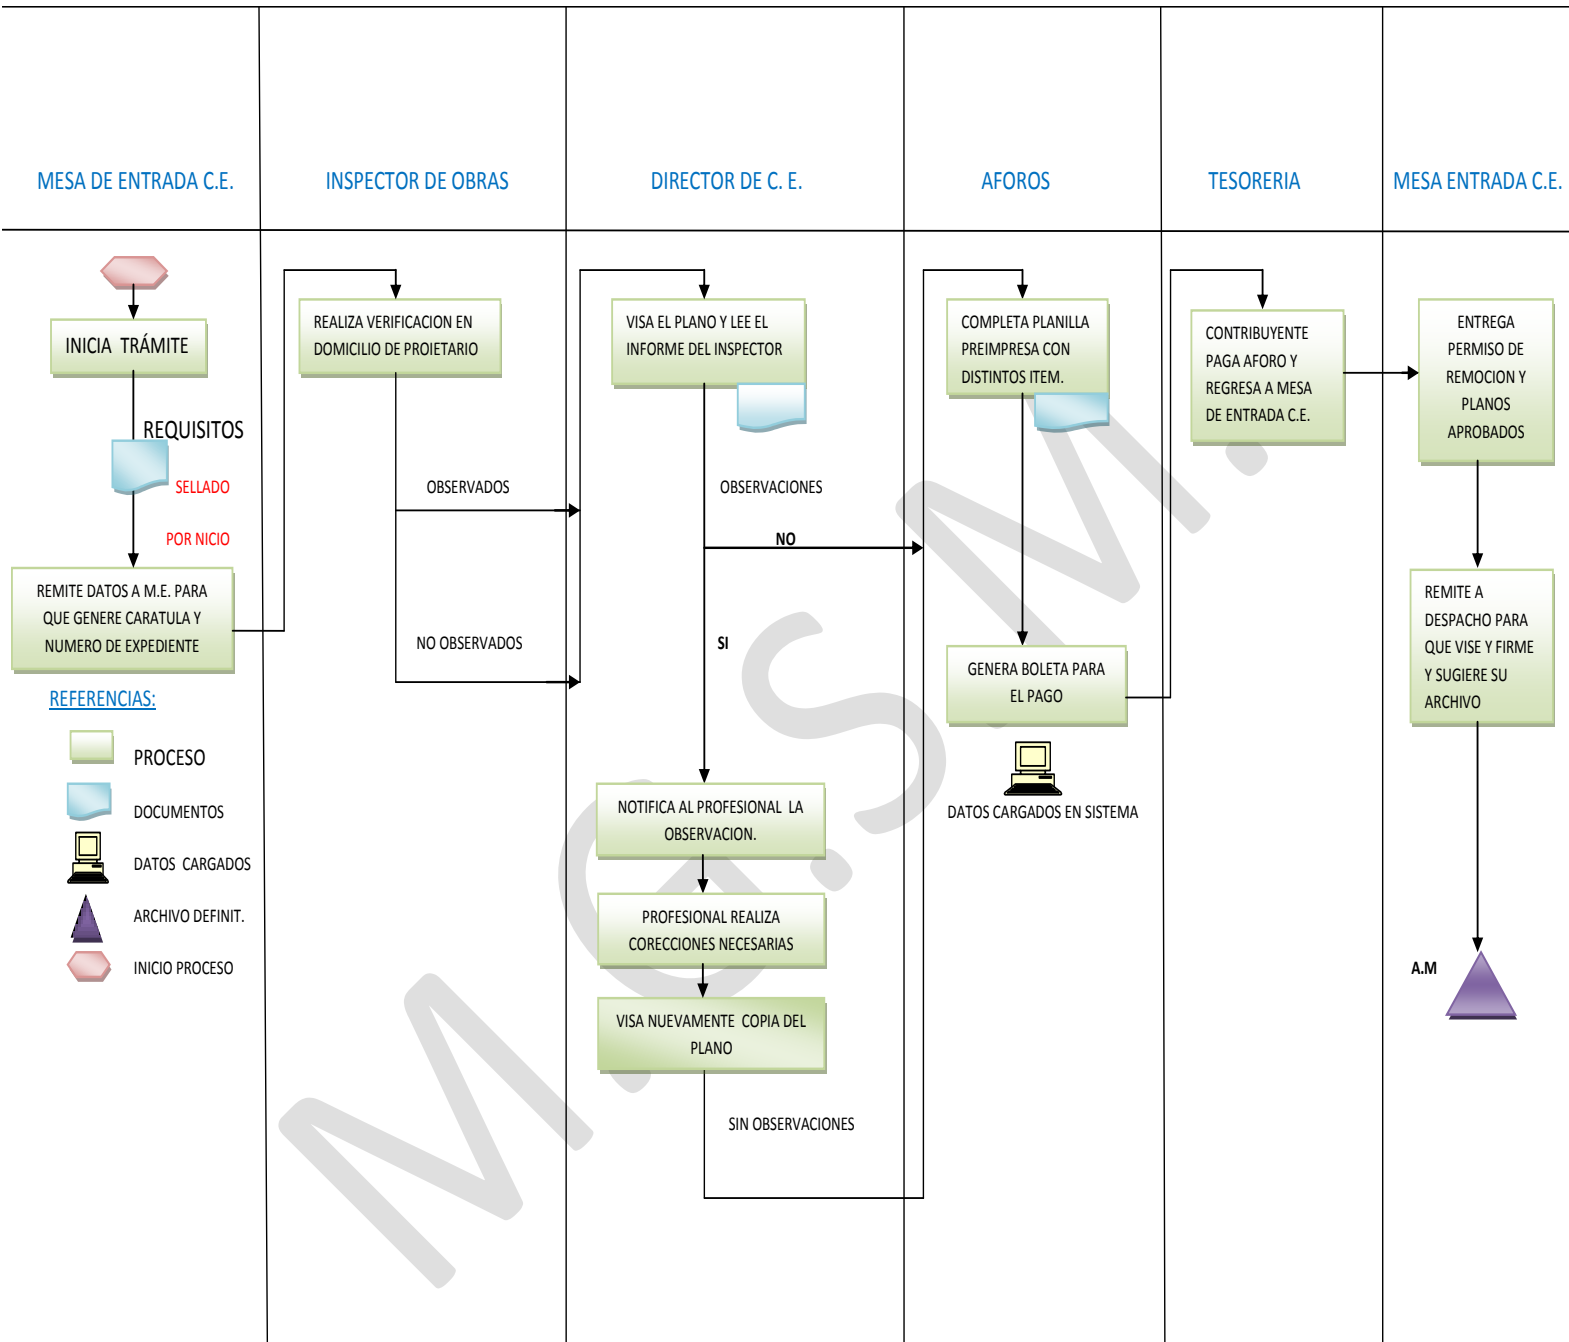 MESA DE ENTRADA C.E.
INSPECTOR DE OBRAS
DIRECTOR DE C. E.
AFOROS
TESORERIA
MESA ENTRADA C.E.
INICIA TRÁMITE
REQUISITOS
SELLADO
POR NICIO
REMITE DATOS A M.E. PARA
QUE GENERE CARATULA Y
NUMERO DE EXPEDIENTE
REFERENCIAS:
PROCESO
DOCUMENTOS
DATOS CARGADOS
ARCHIVO DEFINIT.
INICIO PROCESO
REALIZA VERIFICACION EN
DOMICILIO DE PROIETARIO
OBSERVADOS
NO OBSERVADOS
VISA EL PLANO Y LEE EL
INFORME DEL INSPECTOR
OBSERVACIONES
NO
SI
NOTIFICA AL PROFESIONAL LA
OBSERVACION.
PROFESIONAL REALIZA
CORECCIONES NECESARIAS
VISA NUEVAMENTE COPIA DEL
PLANO
SIN OBSERVACIONES
COMPLETA PLANILLA
PREIMPRESA CON
DISTINTOS ITEM.
GENERA BOLETA PARA
EL PAGO
DATOS CARGADOS EN SISTEMA
CONTRIBUYENTE
PAGA AFORO Y
REGRESA A MESA
DE ENTRADA C.E.
ENTREGA
PERMISO DE
REMOCION Y
PLANOS
APROBADOS
REMITE A
DESPACHO PARA
QUE VISE Y FIRME
Y SUGIERE SU
ARCHIVO
A.M
M.G.S.M.